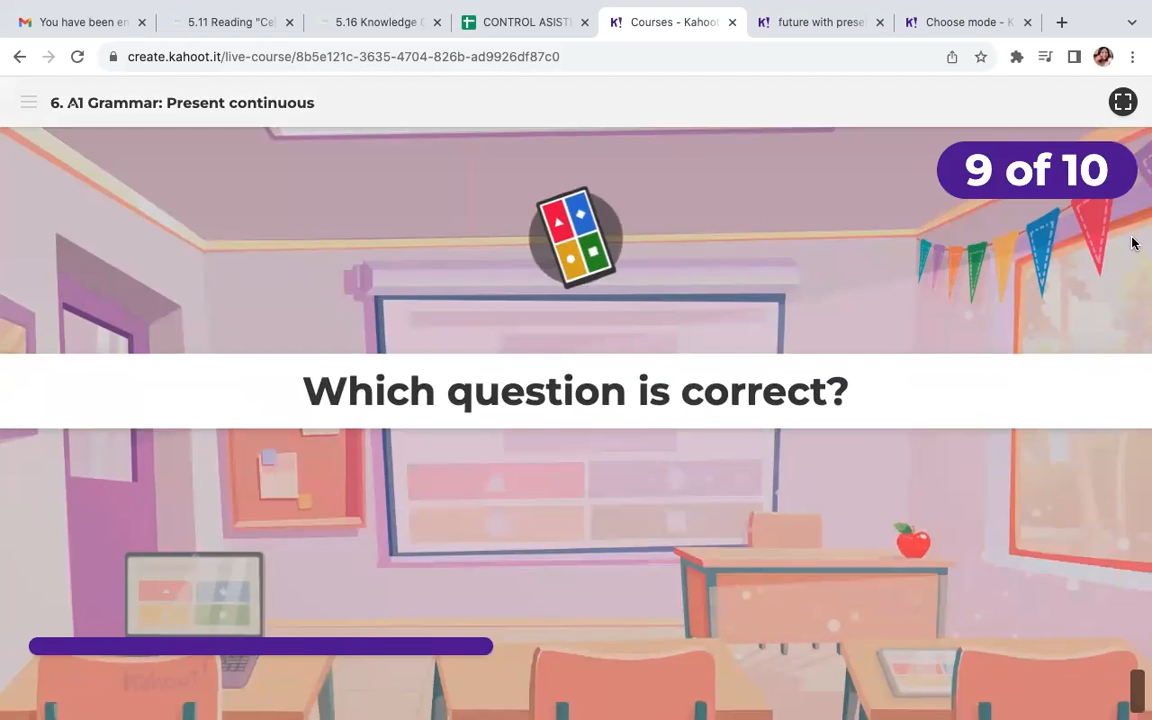 You have been en
5.11 Reading "Cel
5.16 Knowledge C
CONTROL ASIST
Courses - Kahoot
future with prese
Choose mode - K
create.kahoot.it/live-course/8b5e121c-3635-4704-826b-ad9926df87c0
6. A1 Grammar: Present continuous
9 of 10
Which question is correct?